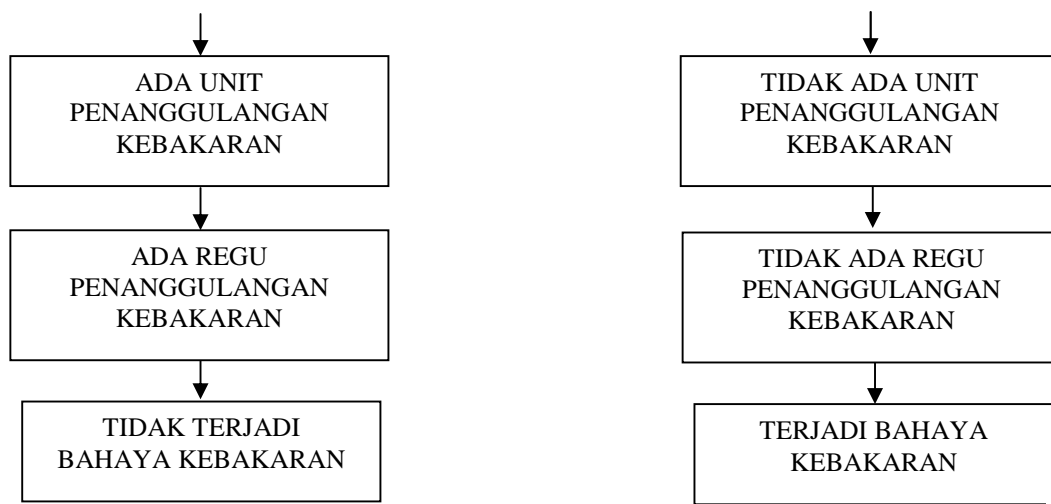 ADA UNIT
PENANGGULANGAN
KEBAKARAN
ADA REGU
PENANGGULANGAN
KEBAKARAN
TIDAK TERJADI
BAHAYA KEBAKARAN
TIDAK ADA UNIT
PENANGGULANGAN
KEBAKARAN
TIDAK ADA REGU
PENANGGULANGAN
KEBAKARAN
TERJADI BAHAYA
KEBAKARAN